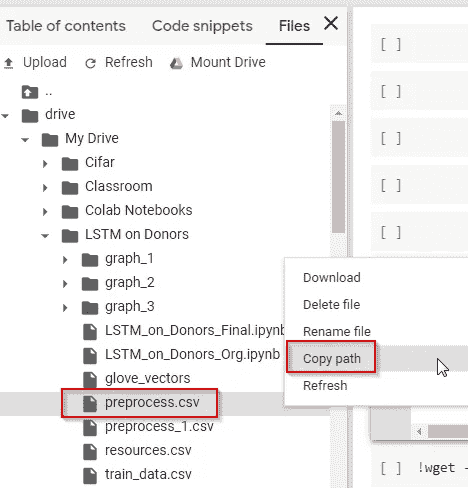 Table of contents Code snippets Files ✕
Upload Refresh Mount Drive
..
drive
My Drive
Cifar
Classroom
Colab Notebooks
LSTM on Donors
graph_1
graph_2
graph_3
LSTM_on_Donors_Final.ipynb
LSTM_on_Donors_Org.ipynb
glove_vectors
preprocess.csv
preprocess_1.csv
resources.csv
train_data.csv
Download
Delete file
Rename file
Copy path
Refresh
[ ]
[ ]
[ ]
[ ]
[ ]
[ ] !wget -